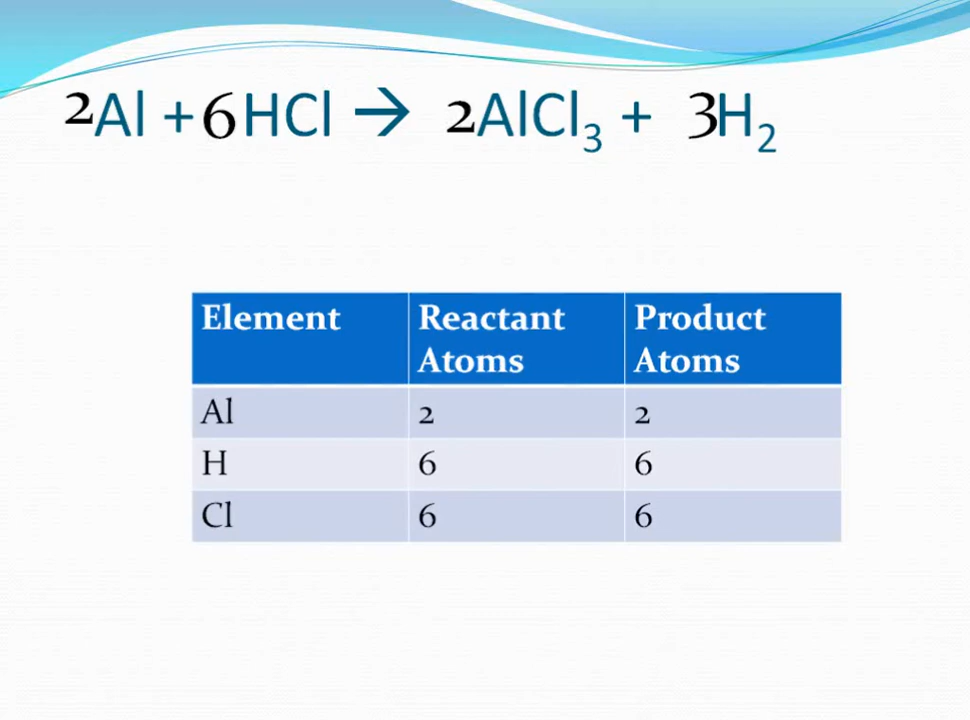 2Al + 6HCl → 2AlCl₃ + 3H₂
Element Reactant Atoms Product Atoms
Al 2 2
H 6 6
Cl 6 6